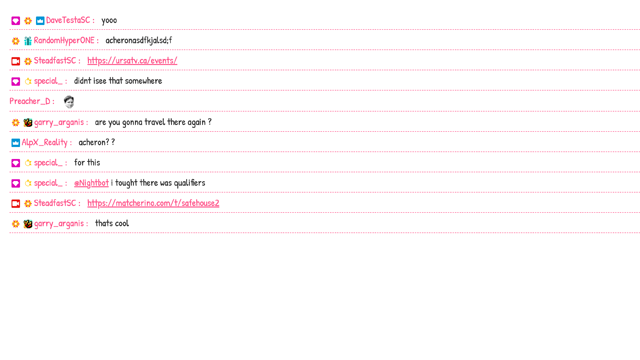 DaveTestaSC : yooo
RandomHyperONE : acheronasdfkjalsd;f
SteadfastSC : https://ursatv.ca/events/
special_ : didnt isee that somewhere
Preacher_D :
garry_arganis : are you gonna travel there again ?
AlpX_Reality : acheron? ?
special_ : for this
special_ : @Nightbot i tought there was qualifiers
SteadfastSC : https://matcherino.com/t/safehouse2
garry_arganis : thats cool